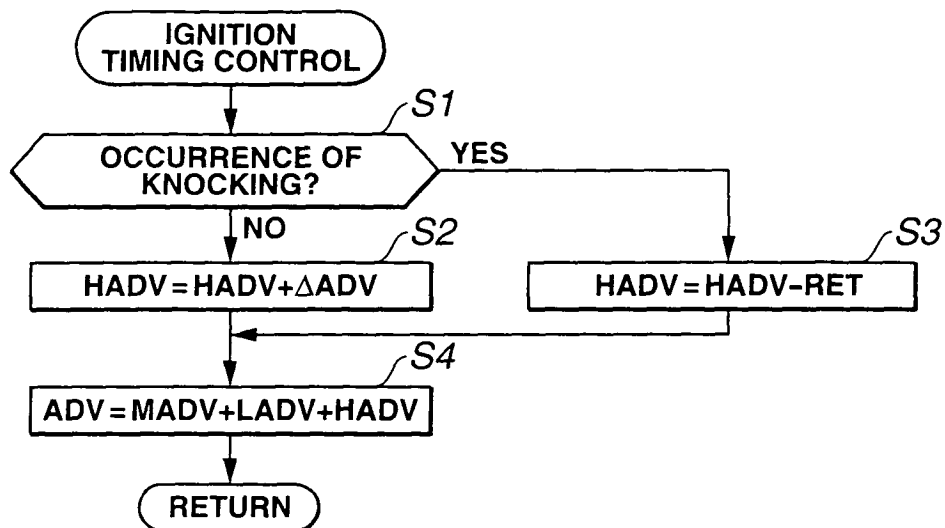 IGNITION
TIMING CONTROL
S1
OCCURRENCE OF
KNOCKING?
YES
NO
S2
HADV=HADV+ΔADV
S3
HADV=HADV-RET
S4
ADV=MADV+LADV+HADV
RETURN